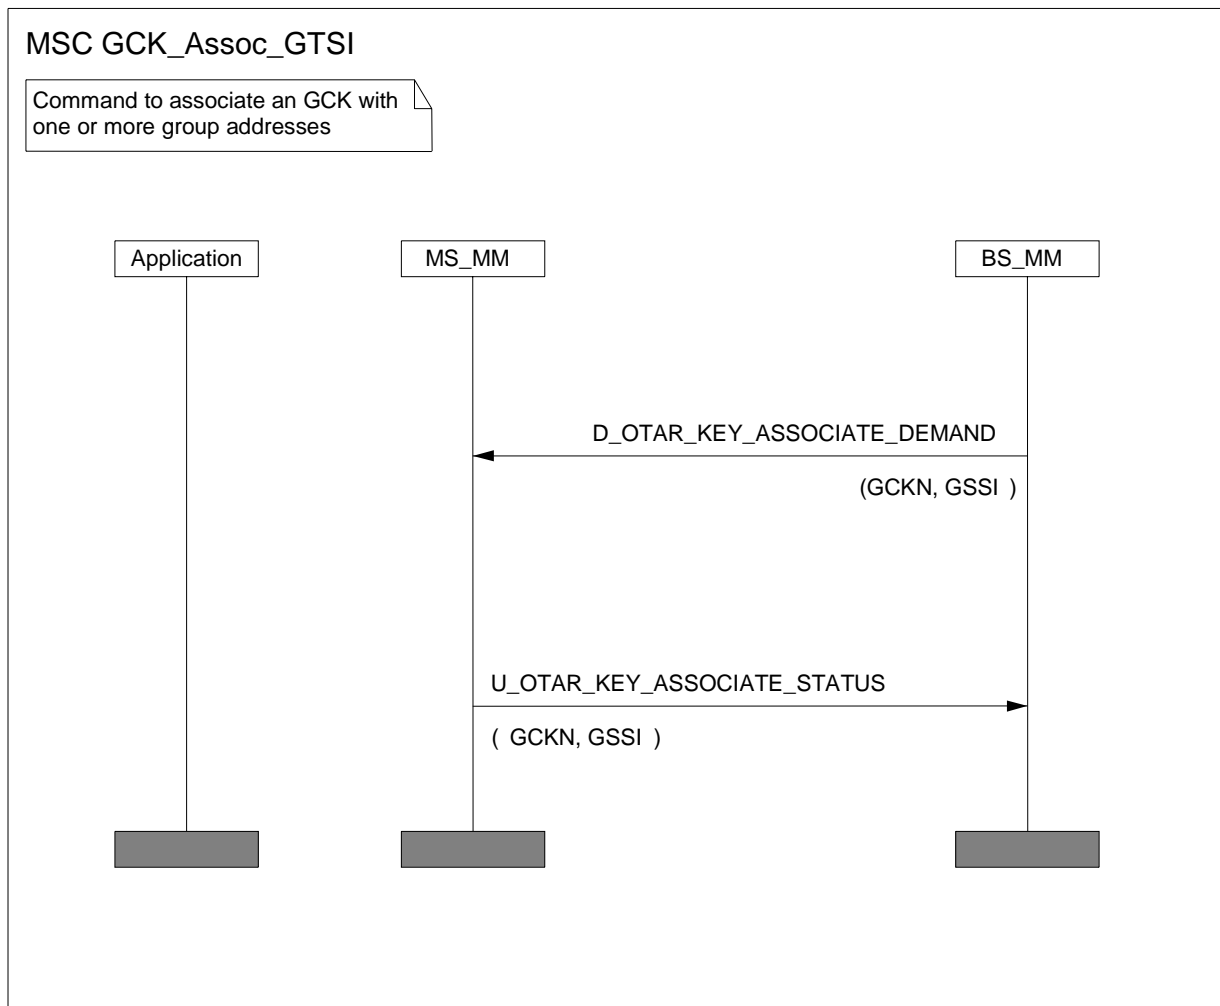 MSC GCK_Assoc_GTSI
Command to associate an GCK with
one or more group addresses
Application
MS_MM
BS_MM
D_OTAR_KEY_ASSOCIATE_DEMAND
(GCKN, GSSI )
U_OTAR_KEY_ASSOCIATE_STATUS
( GCKN, GSSI )